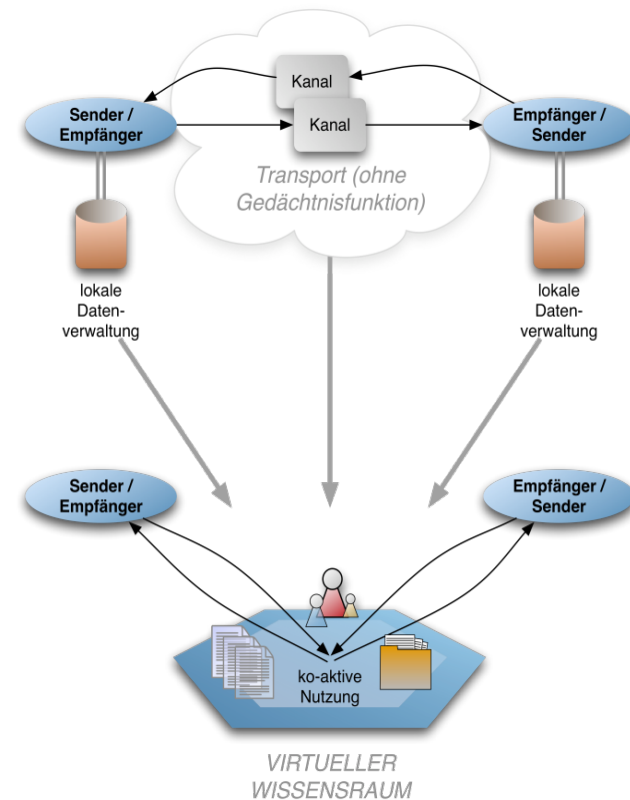 Kanal
Kanal
Sender /
Empfänger
Empfänger /
Sender
Transport (ohne
Gedächtnisfunktion)
lokale
Daten-
verwaltung
lokale
Daten-
verwaltung
Sender /
Empfänger
Empfänger /
Sender
ko-aktive
Nutzung
VIRTUELLER
WISSENSRAUM